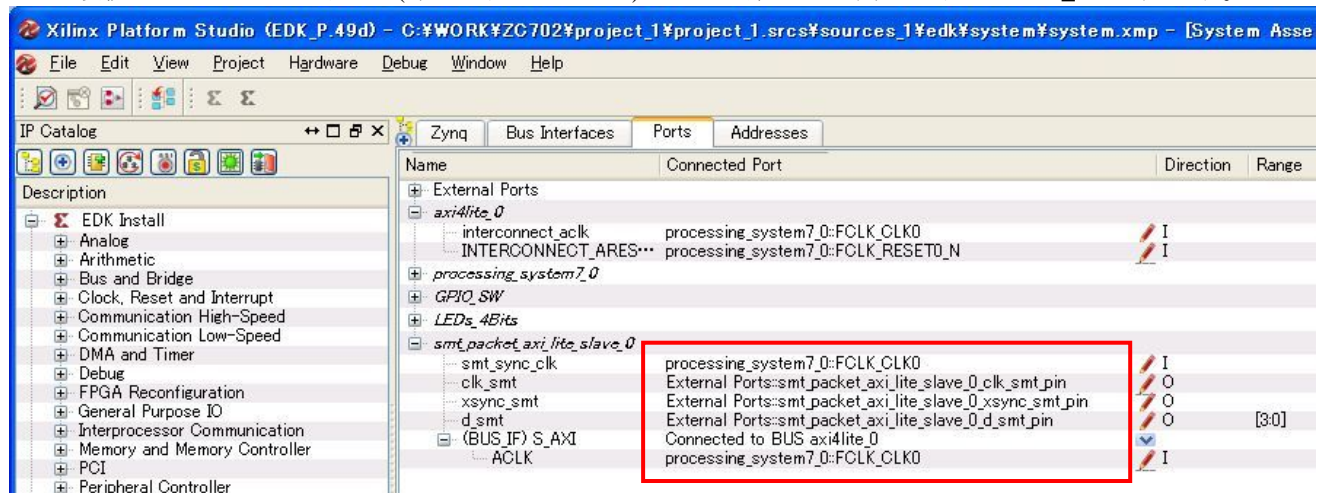 Xilinx Platform Studio (EDK_P.49d) - C:¥WORK¥ZC702¥project_1¥project_1.srcs¥sources_1¥edk¥system¥system.xmp - [System Asse
File Edit View Project Hardware Debug Window Help
IP Catalog
Zynq Bus Interfaces Ports Addresses
Name Connected Port Direction Range
Description
External Ports
EDK Install
axi4lite_0
Analog
interconnect_aclk processing_system7_0::FCLK_CLK0 I
Arithmetic
INTERCONNECT_ARES… processing_system7_0::FCLK_RESET0_N I
Bus and Bridge
processing_system7_0
Clock, Reset and Interrupt
GPIO_SW
Communication High-Speed
LEDs_4Bits
Communication Low-Speed
smt_packet_axi_lite_slave_0
DMA and Timer
smt_sync_clk processing_system7_0::FCLK_CLK0 I
Debug
clk_smt External Ports::smt_packet_axi_lite_slave_0_clk_smt_pin O
FPGA Reconfiguration
xsync_smt External Ports::smt_packet_axi_lite_slave_0_xsync_smt_pin O
General Purpose IO
d_smt External Ports::smt_packet_axi_lite_slave_0_d_smt_pin O [3:0]
Interprocessor Communication
(BUS_IF) S_AXI Connected to BUS axi4lite_0
Memory and Memory Controller
ACLK processing_system7_0::FCLK_CLK0 I
PCI
Peripheral Controller